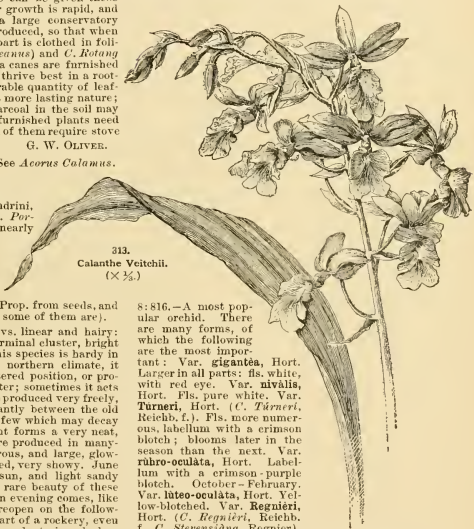 growth is rapid, and
a large conservatory
roduced, so that when
part is clothed in foli-
eanus) and C. Rotang
a canes are furnished
thrive best in a root-
rable quantity of leaf-
more lasting nature;
arcoal in the soil may
furnished plants need
of them require stove
G. W. OLIVER.
See Acorus Calamus.
adrini,
. Por-
nearly
313.
Calanthe Veitchii.
(× ⅓.)
Prop. from seeds, and
some of them are).
vs. linear and hairy:
rminal cluster, bright
his species is hardy in
northern climate, it
tered position, or pro-
ter; sometimes it acts
produced very freely,
antly between the old
few which may decay
nt forms a very neat,
re produced in many-
rous, and large, glow-
ed, very showy. June
sun, and light sandy
rare beauty of these
n evening comes, like
reopen on the follow-
art of a rockery, even
8:816.—A most pop-
ular orchid. There
are many forms, of
which the following
are the most impor-
tant: Var. gigantèa, Hort.
Larger in all parts: fls. white,
with red eye. Var. nivàlis,
Hort. Fls. pure white. Var.
Túrneri, Hort. (C. Túrneri,
Reichb. f.). Fls. more numer-
ous, labellum with a crimson
blotch; blooms later in the
season than the next. Var.
rùbro-oculàta, Hort. Label-
lum with a crimson-purple
blotch. October-February.
Var. lùteo-oculàta, Hort. Yel-
low-blotched. Var. Regnièri,
Hort. (C. Regnièri, Reichb.
f., C. Stevensiàna, Regnier).